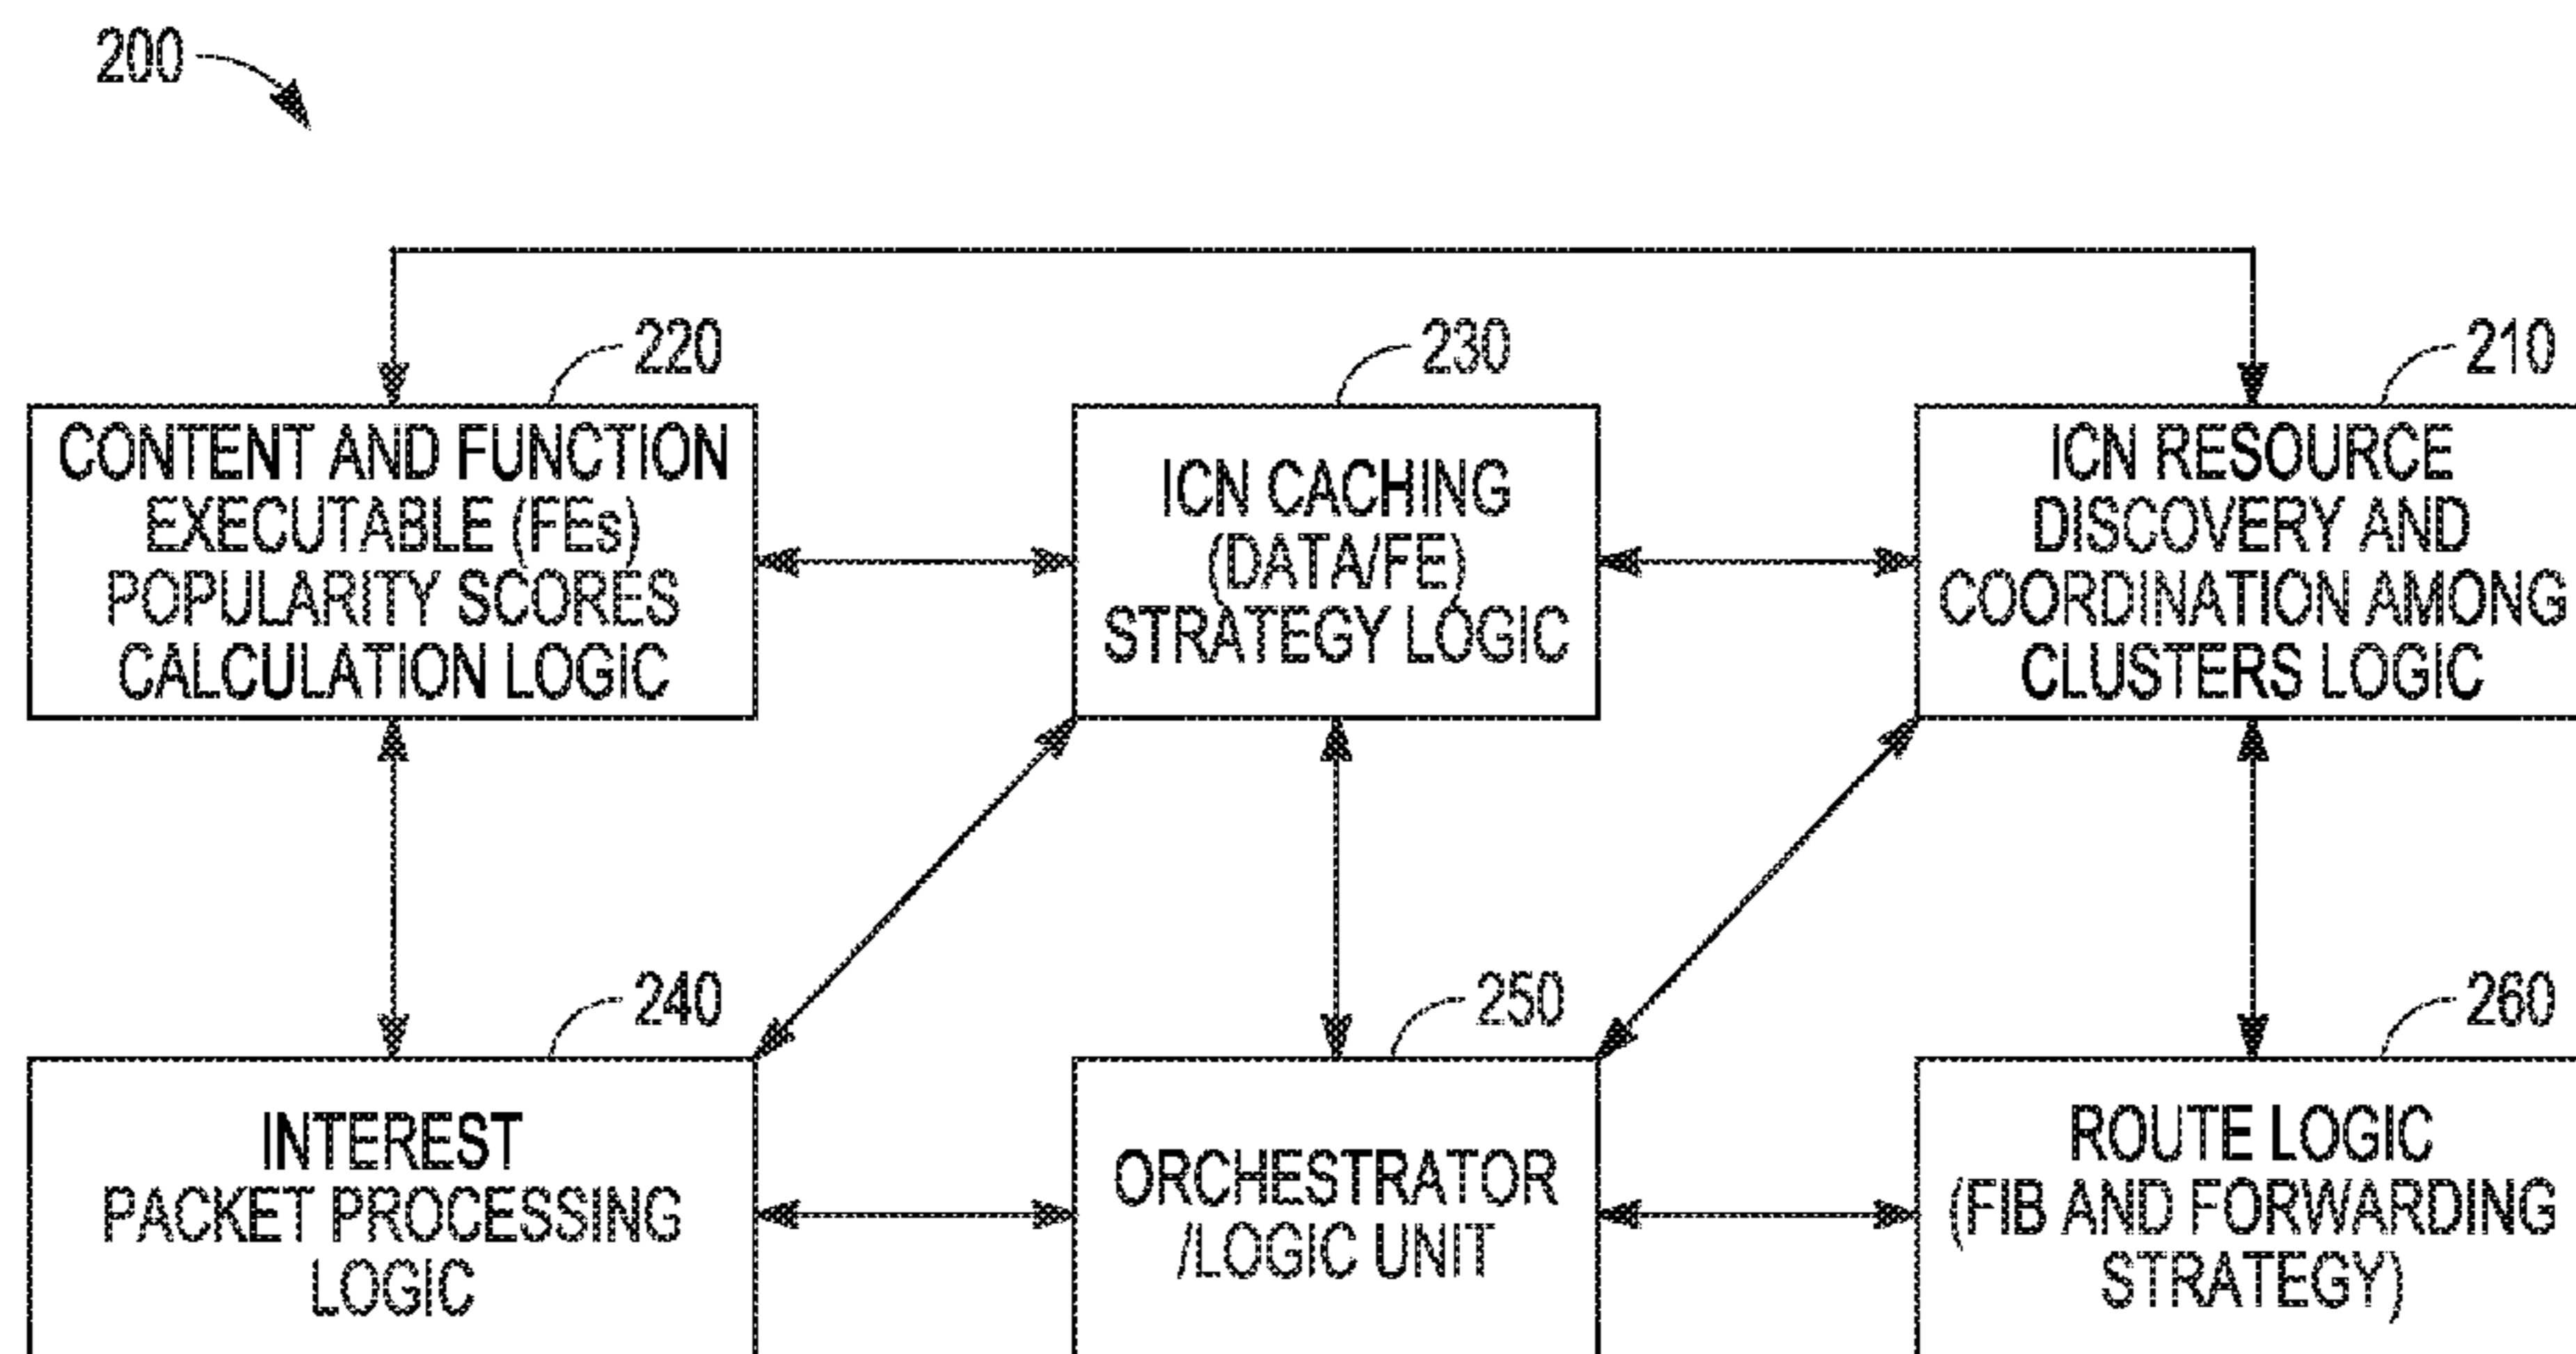 200
220
230
210
CONTENT AND FUNCTION
EXECUTABLE (FEs)
POPULARITY SCORES
CALCULATION LOGIC
ICN CACHING
(DATA/FE)
STRATEGY LOGIC
ICN RESOURCE
DISCOVERY AND
COORDINATION AMONG
CLUSTERS LOGIC
240
250
260
INTEREST
PACKET PROCESSING
LOGIC
ORCHESTRATOR
/LOGIC UNIT
ROUTE LOGIC
(FIB AND FORWARDING
STRATEGY)